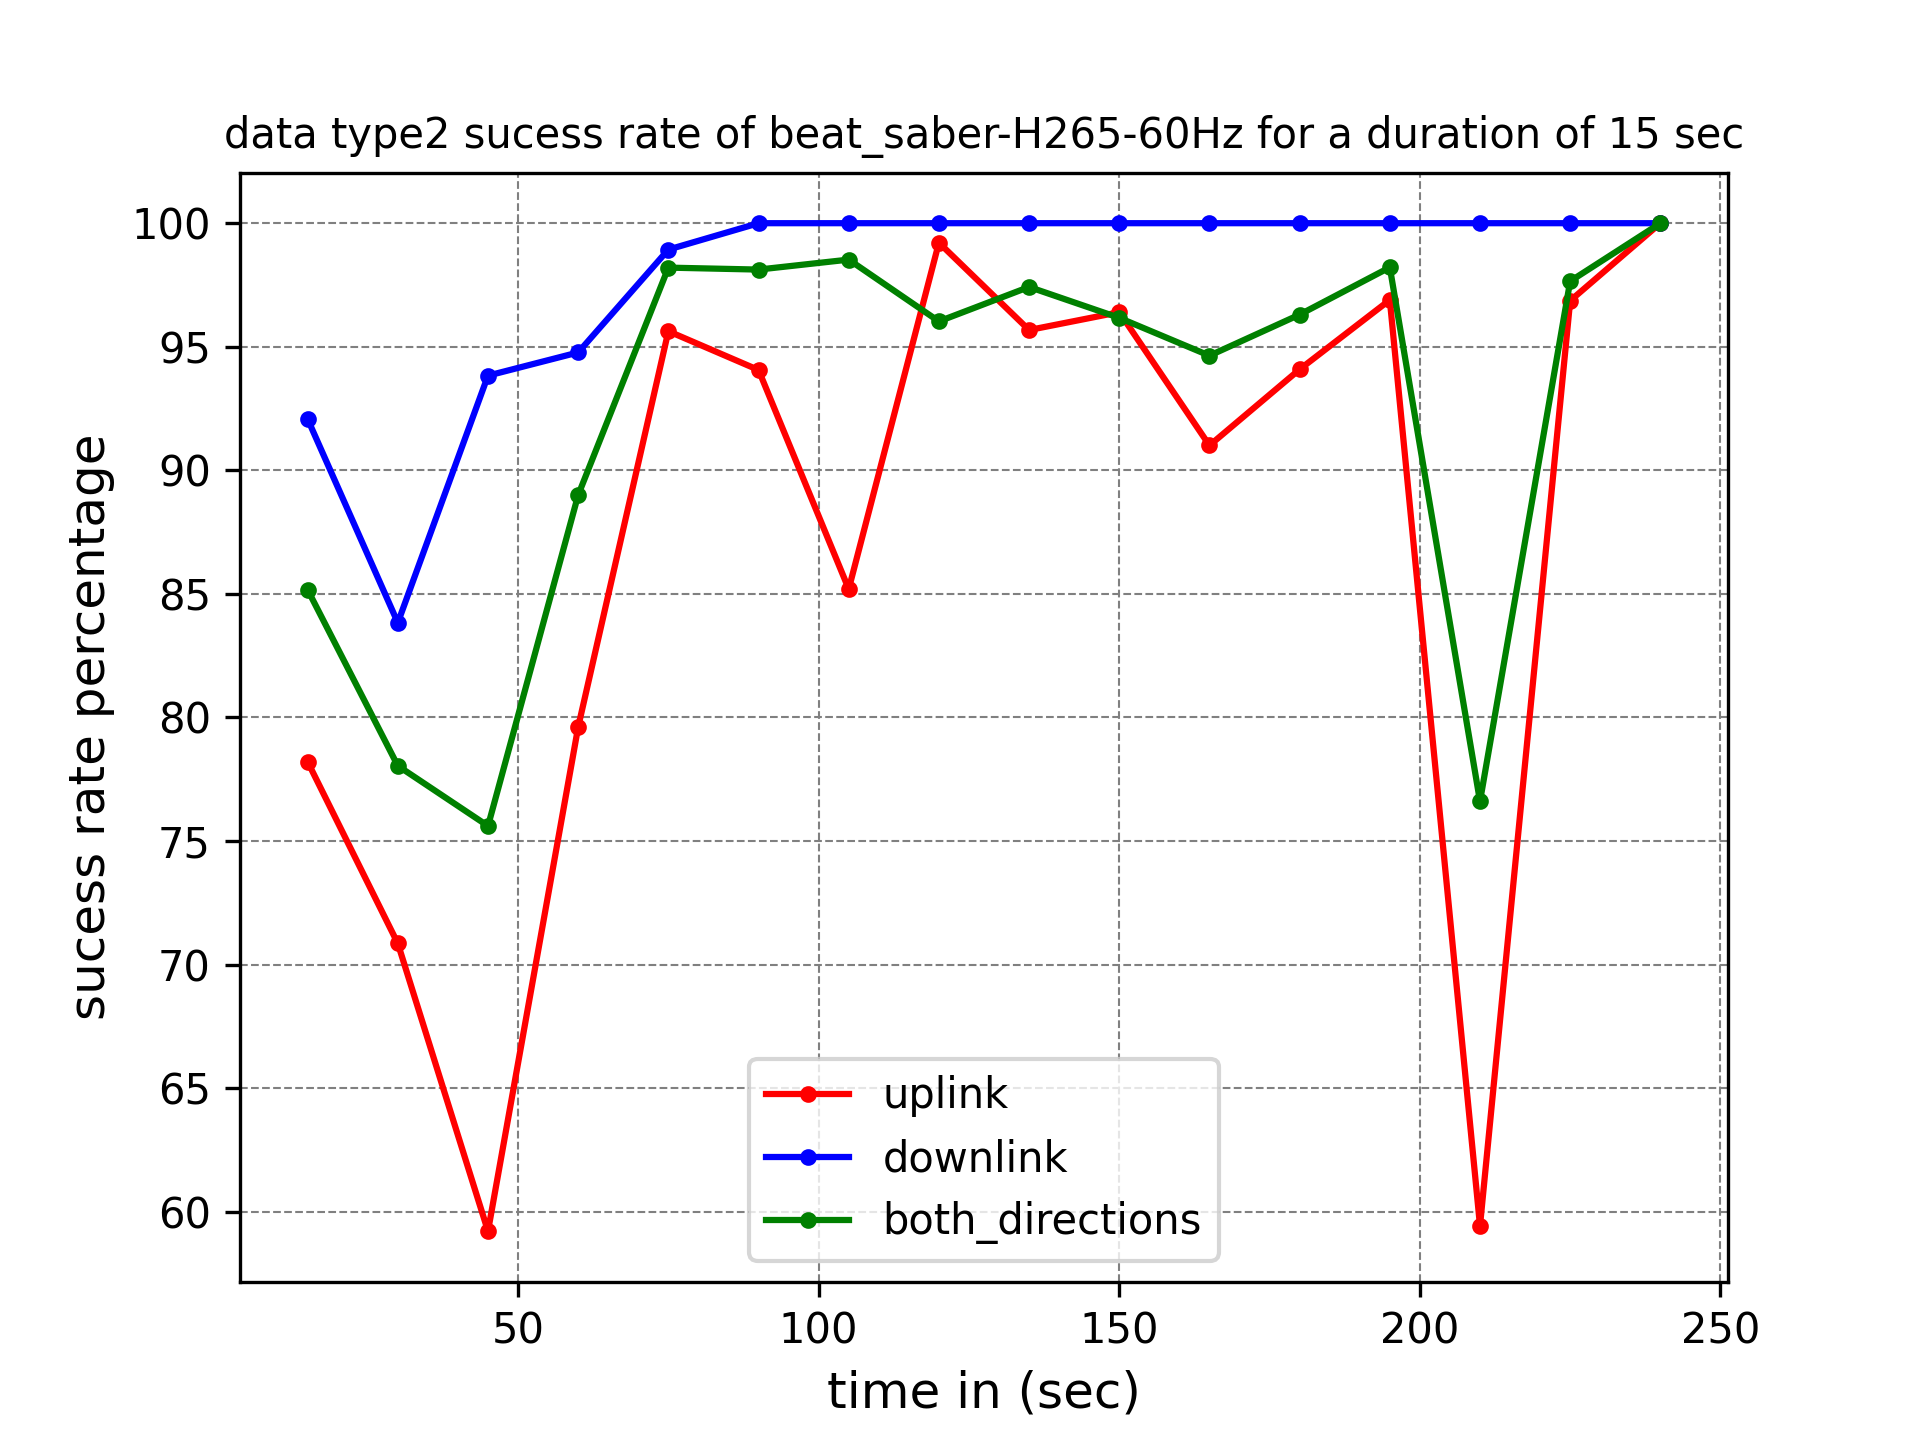 data type2 sucess rate of beat_saber-H265-60Hz for a duration of 15 sec
sucess rate percentage
100
95
90
85
80
75
70
65
60
uplink
downlink
both_directions
50 100 150 200 250
time in (sec)